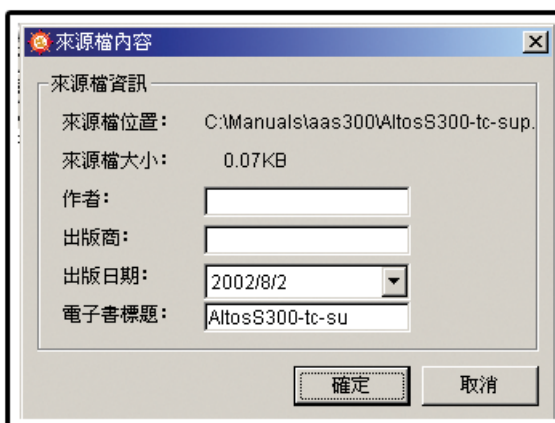 來源檔內容
來源檔資訊
來源檔位置： C:\Manuals\aas300\AltosS300-tc-sup.
來源檔大小： 0.07KB
作者：
出版商：
出版日期： 2002/8/2
電子書標題： AltosS300-tc-su
確定 取消